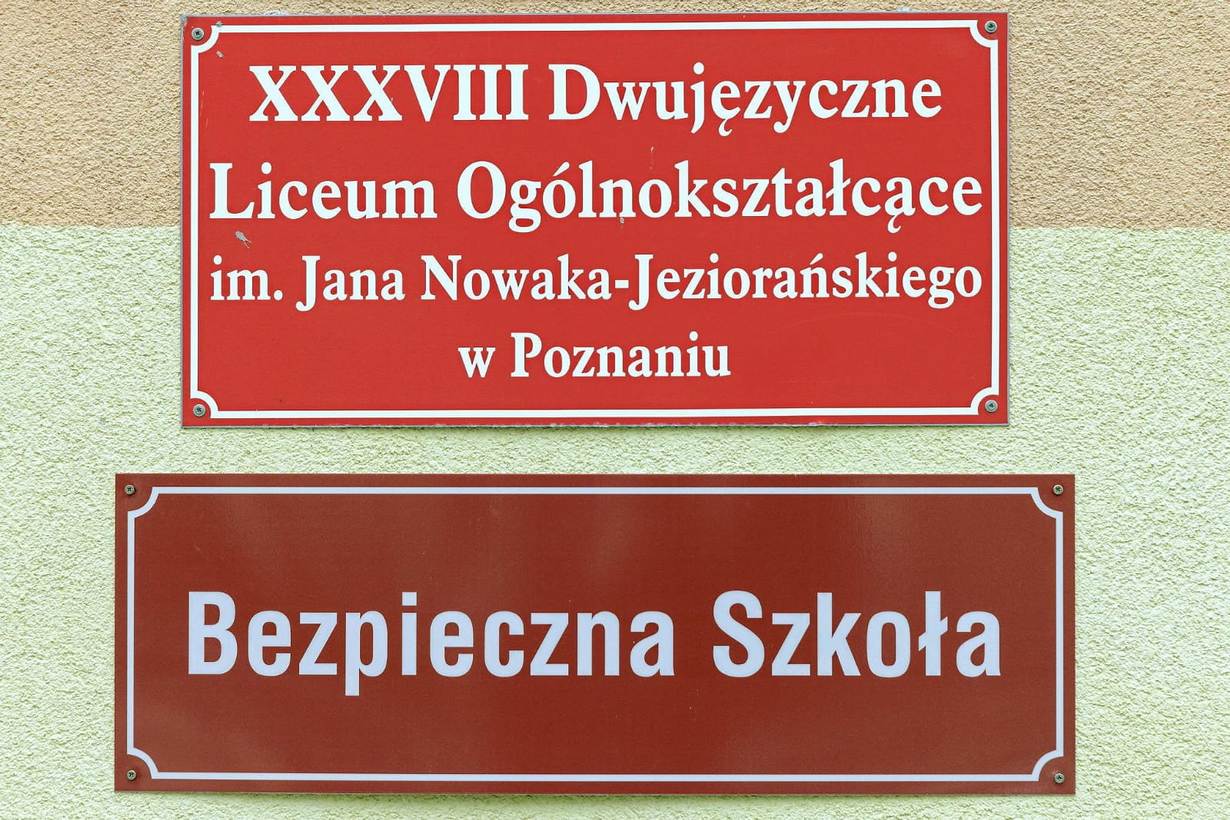 XXXVIII Dwujęzyczne
Liceum Ogólnokształcące
im. Jana Nowaka-Jeziorańskiego
w Poznaniu
Bezpieczna Szkoła